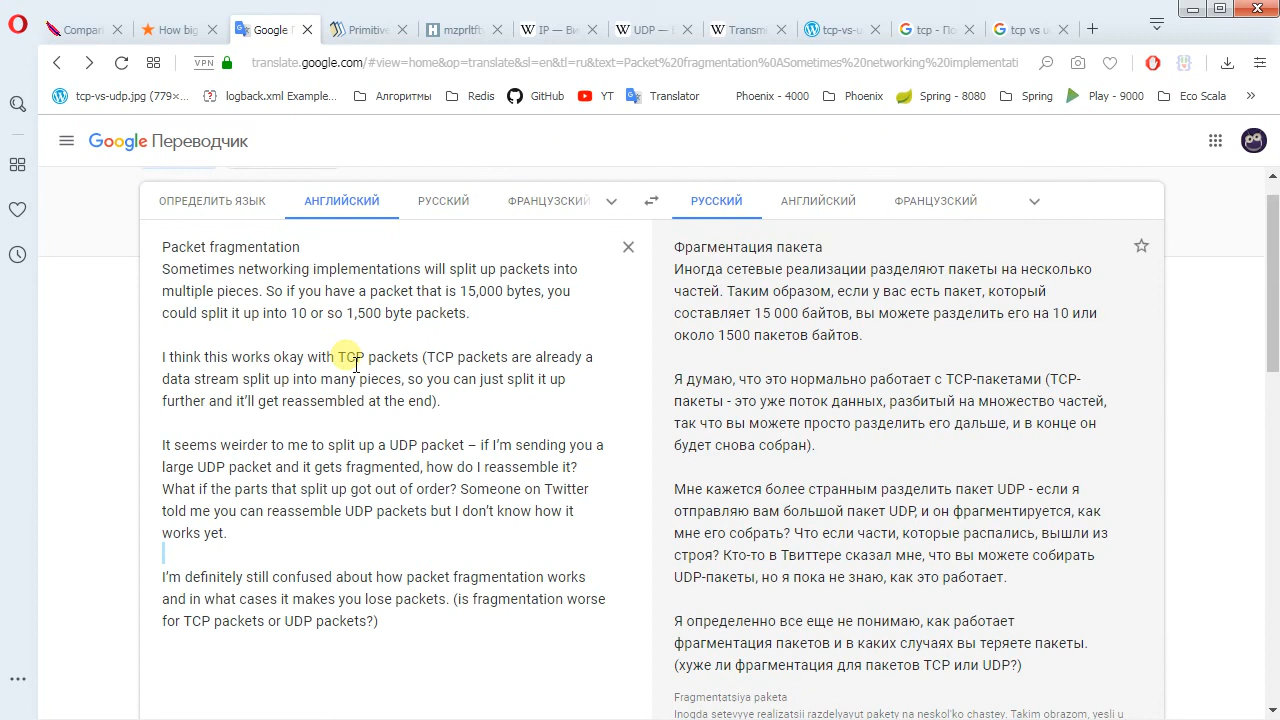 Compari
How big
Google П
Primitive
mzprltfb
IP — Ви
UDP — 
Transmi
tcp-vs-u
tcp - По
tcp vs u
VPN
translate.google.com/#view=home&op=translate&sl=en&tl=ru&text=Packet%20fragmentation%0ASometimes%20networking%20implementati
tcp-vs-udp.jpg (779×...
logback.xml Example...
Алгоритмы
Redis
GitHub
YT
Translator
Phoenix - 4000
Phoenix
Spring - 8080
Spring
Play - 9000
Eco Scala
»
Google Переводчик
ОПРЕДЕЛИТЬ ЯЗЫК
АНГЛИЙСКИЙ
РУССКИЙ
ФРАНЦУЗСКИЙ
РУССКИЙ
АНГЛИЙСКИЙ
ФРАНЦУЗСКИЙ
Packet fragmentation
Sometimes networking implementations will split up packets into
multiple pieces. So if you have a packet that is 15,000 bytes, you
could split it up into 10 or so 1,500 byte packets.
I think this works okay with TCP packets (TCP packets are already a
data stream split up into many pieces, so you can just split it up
further and it’ll get reassembled at the end).
It seems weirder to me to split up a UDP packet – if I’m sending you a
large UDP packet and it gets fragmented, how do I reassemble it?
What if the parts that split up got out of order? Someone on Twitter
told me you can reassemble UDP packets but I don’t know how it
works yet.
I’m definitely still confused about how packet fragmentation works
and in what cases it makes you lose packets. (is fragmentation worse
for TCP packets or UDP packets?)
Фрагментация пакета
Иногда сетевые реализации разделяют пакеты на несколько
частей. Таким образом, если у вас есть пакет, который
составляет 15 000 байтов, вы можете разделить его на 10 или
около 1500 пакетов байтов.
Я думаю, что это нормально работает с TCP-пакетами (TCP-
пакеты - это уже поток данных, разбитый на множество частей,
так что вы можете просто разделить его дальше, и в конце он
будет снова собран).
Мне кажется более странным разделить пакет UDP - если я
отправляю вам большой пакет UDP, и он фрагментируется, как
мне его собрать? Что если части, которые распались, вышли из
строя? Кто-то в Твиттере сказал мне, что вы можете собирать
UDP-пакеты, но я пока не знаю, как это работает.
Я определенно все еще не понимаю, как работает
фрагментация пакетов и в каких случаях вы теряете пакеты.
(хуже ли фрагментация для пакетов TCP или UDP?)
Fragmentatsiya paketa
Inogda setevyye realizatsii razdelyayut pakety na neskol'ko chastey. Takim obrazom, yesli u